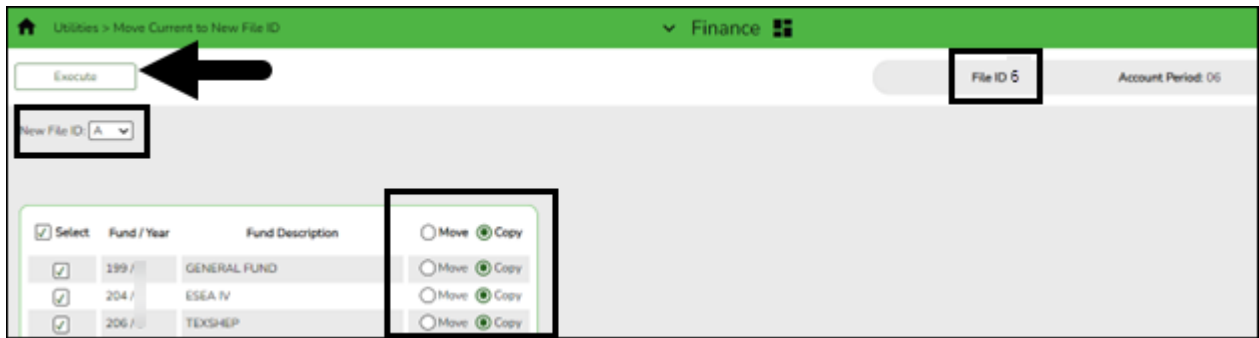 Utilities > Move Current to New File ID
Finance
Execute
File ID 6
Account Period: 06
New File ID: A
Select Fund / Year Fund Description Move Copy
199 / GENERAL FUND Move Copy
204 / ESEA IV Move Copy
206 / TEXSHEP Move Copy